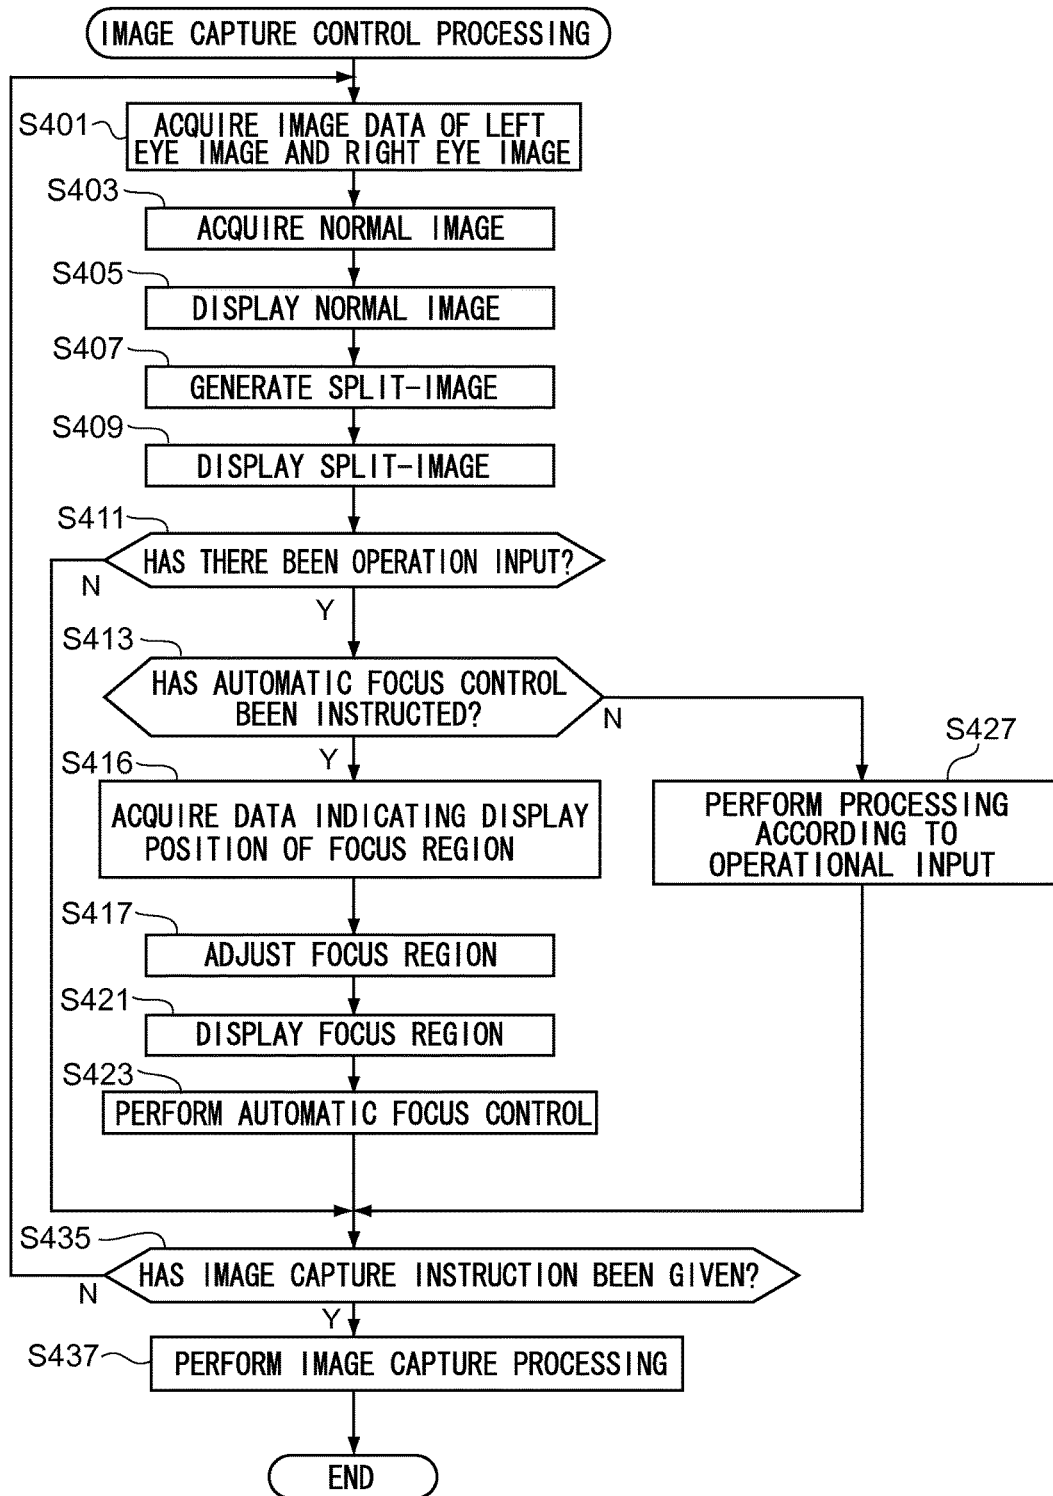 IMAGE CAPTURE CONTROL PROCESSING
S401
ACQUIRE IMAGE DATA OF LEFT
EYE IMAGE AND RIGHT EYE IMAGE
S403
ACQUIRE NORMAL IMAGE
S405
DISPLAY NORMAL IMAGE
S407
GENERATE SPLIT-IMAGE
S409
DISPLAY SPLIT-IMAGE
S411
HAS THERE BEEN OPERATION INPUT?
N
Y
S413
HAS AUTOMATIC FOCUS CONTROL
BEEN INSTRUCTED?
N
Y
S416
ACQUIRE DATA INDICATING DISPLAY
POSITION OF FOCUS REGION
S427
PERFORM PROCESSING
ACCORDING TO
OPERATIONAL INPUT
S417
ADJUST FOCUS REGION
S421
DISPLAY FOCUS REGION
S423
PERFORM AUTOMATIC FOCUS CONTROL
S435
HAS IMAGE CAPTURE INSTRUCTION BEEN GIVEN?
N
Y
S437
PERFORM IMAGE CAPTURE PROCESSING
END